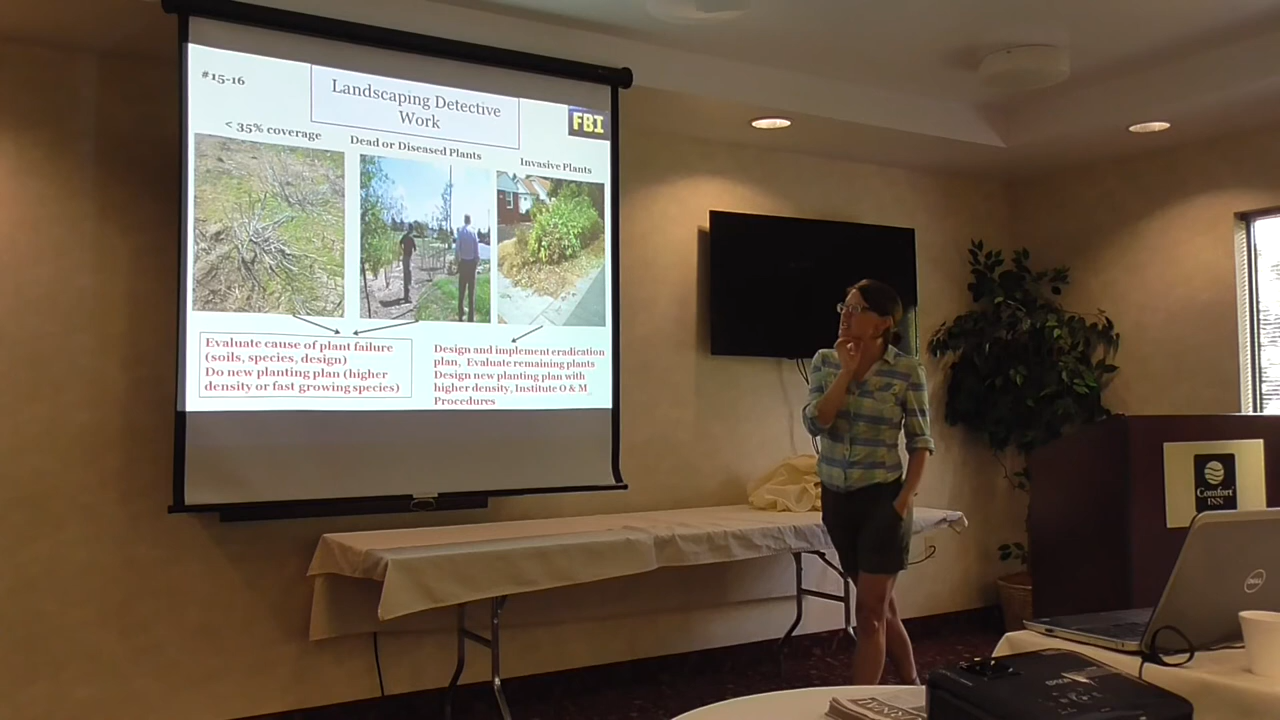 #15-16
Landscaping Detective
Work
FBI
< 35% coverage
Dead or Diseased Plants
Invasive Plants
Evaluate cause of plant failure
(soils, species, design)
Do new planting plan (higher
density or fast growing species)
Design and implement eradication
plan, Evaluate remaining plants
Design new planting plan with
higher density, Institute O & M
Procedures
Comfort
INN
DELL
EPSON